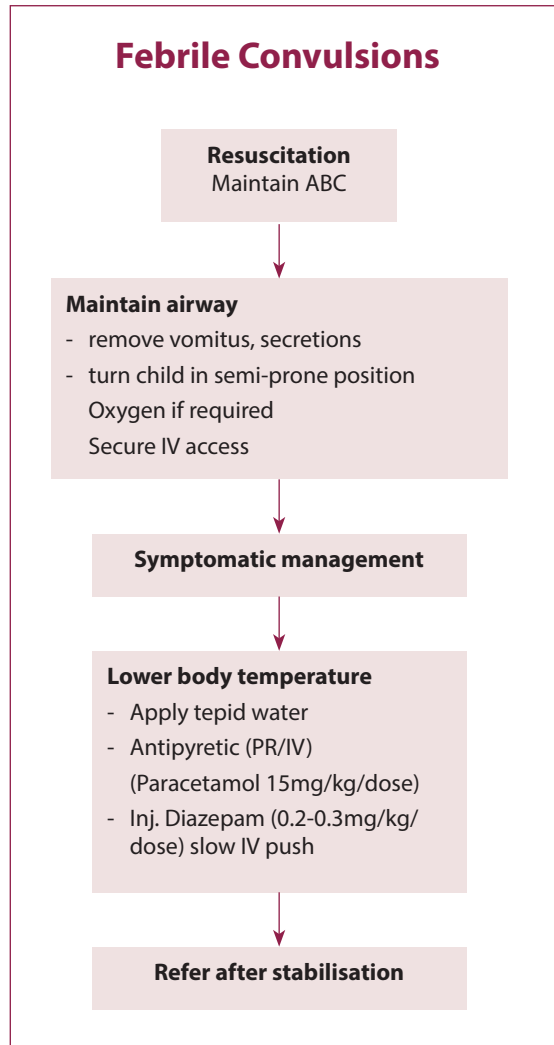 Febrile Convulsions
Resuscitation
Maintain ABC
Maintain airway
- remove vomitus, secretions
- turn child in semi-prone position
Oxygen if required
Secure IV access
Symptomatic management
Lower body temperature
- Apply tepid water
- Antipyretic (PR/IV)
(Paracetamol 15mg/kg/dose)
- Inj. Diazepam (0.2-0.3mg/kg/
dose) slow IV push
Refer after stabilisation